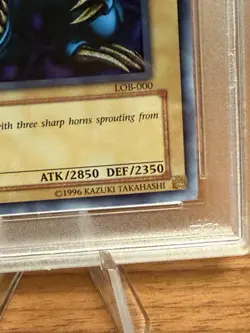 LOB-000
with three sharp horns sprouting from
ATK/2850 DEF/2350
©1996 KAZUKI TAKAHASHI